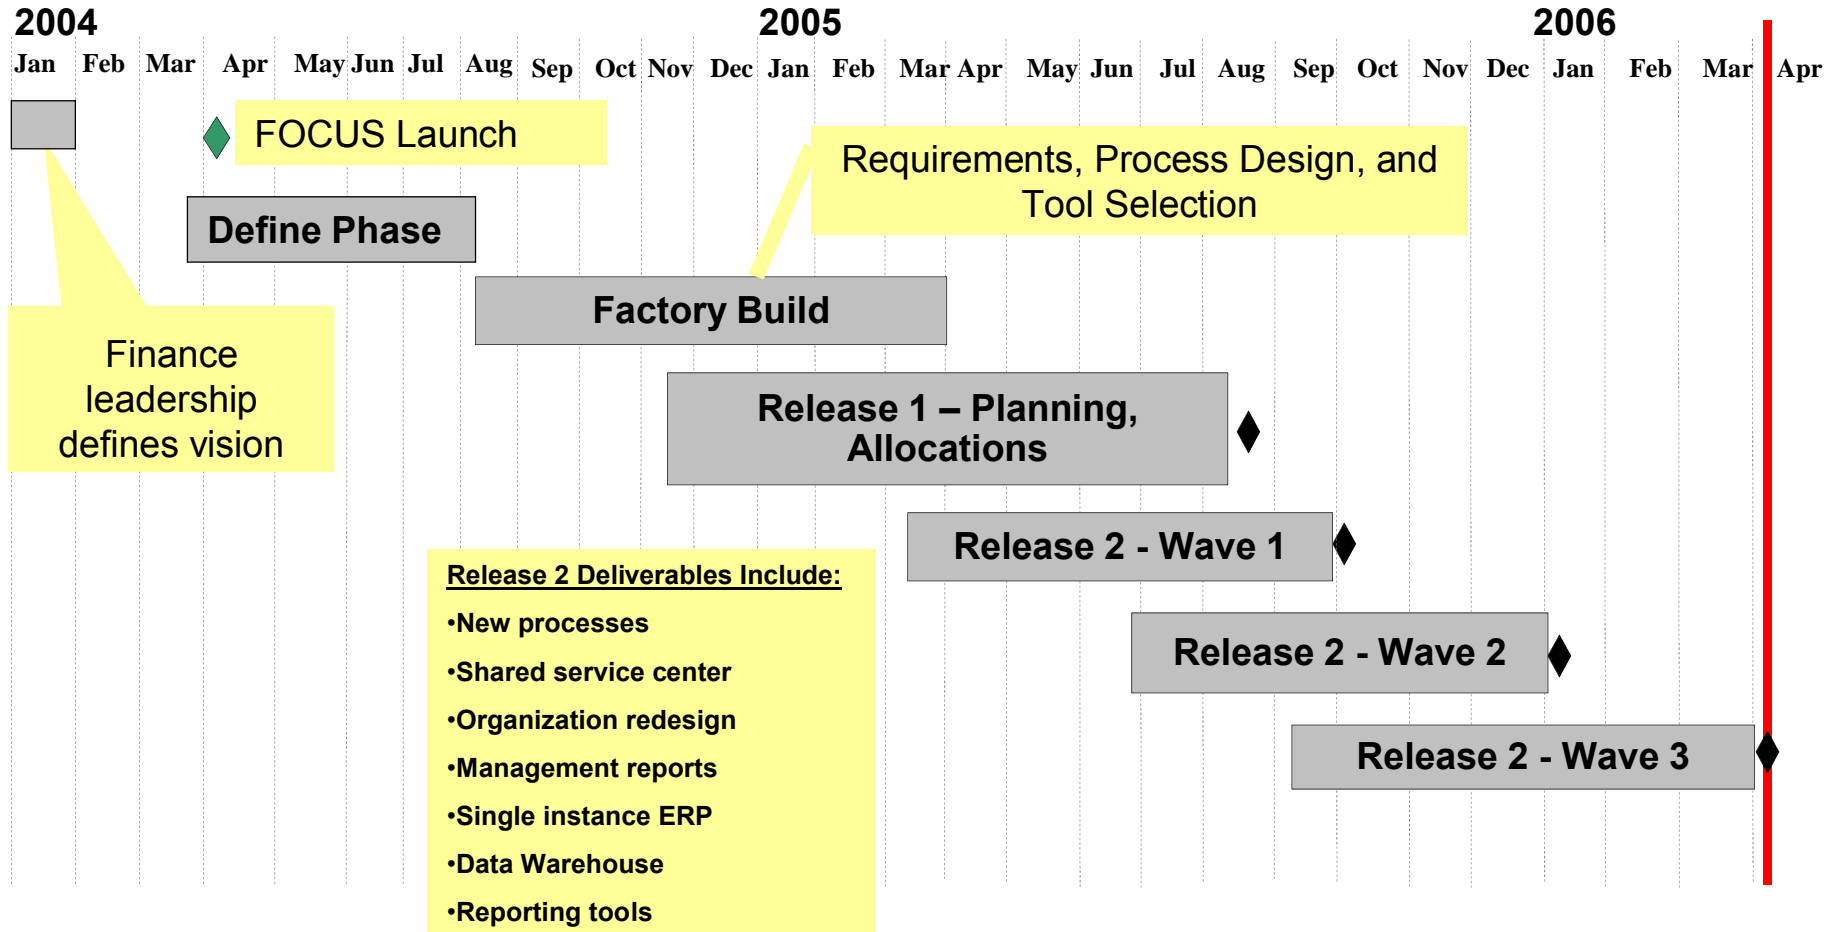 2004 2005 2006
Jan Feb Mar Apr May Jun Jul Aug Sep Oct Nov Dec Jan Feb Mar Apr May Jun Jul Aug Sep Oct Nov Dec Jan Feb Mar Apr
FOCUS Launch
Requirements, Process Design, and
Tool Selection
Define Phase
Factory Build
Finance
leadership
defines vision
Release 1 – Planning,
Allocations
Release 2 - Wave 1
Release 2 Deliverables Include:
•New processes
•Shared service center
•Organization redesign
•Management reports
•Single instance ERP
•Data Warehouse
•Reporting tools
Release 2 - Wave 2
Release 2 - Wave 3